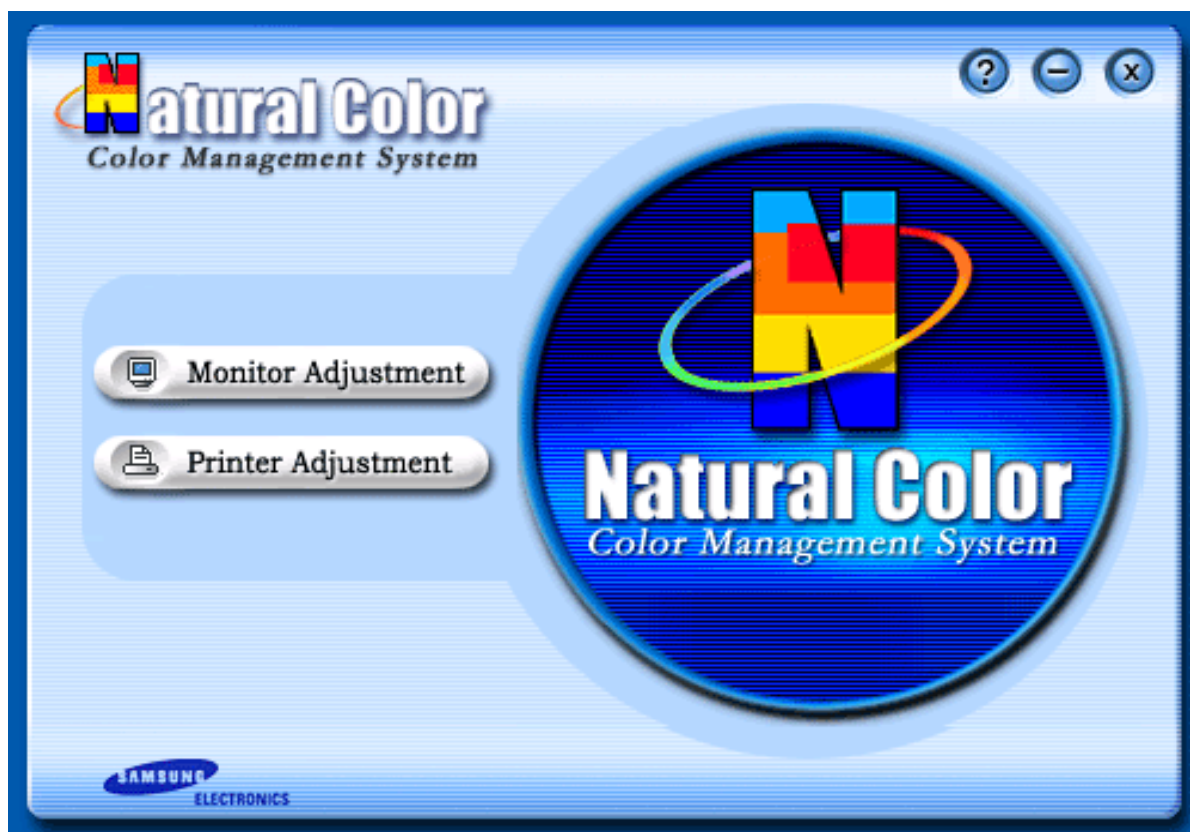 Natural Color
Color Management System
? − x
Monitor Adjustment
Printer Adjustment
N
Natural Color
Color Management System
SAMSUNG
ELECTRONICS